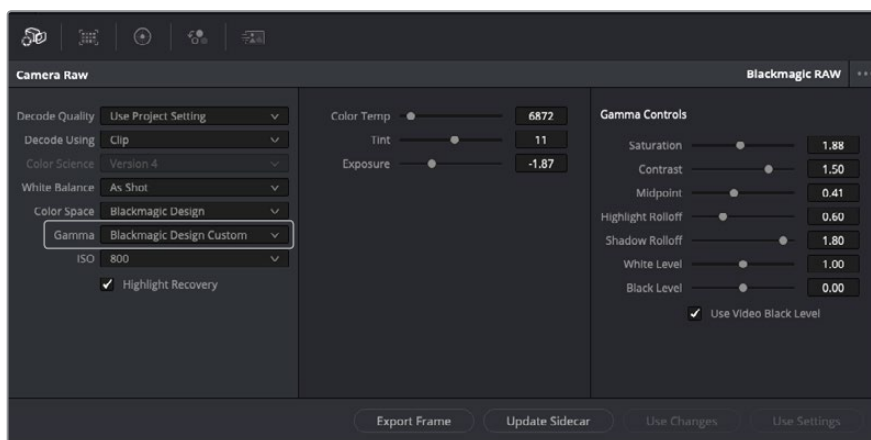 Camera Raw
Blackmagic RAW
Decode Quality Use Project Setting
Decode Using Clip
Color Science Version 4
White Balance As Shot
Color Space Blackmagic Design
Gamma Blackmagic Design Custom
ISO 800
Highlight Recovery
Color Temp 6872
Tint 11
Exposure -1.87
Gamma Controls
Saturation 1.88
Contrast 1.50
Midpoint 0.41
Highlight Rolloff 0.60
Shadow Rolloff 1.80
White Level 1.00
Black Level 0.00
Use Video Black Level
Export Frame Update Sidecar Use Changes Use Settings